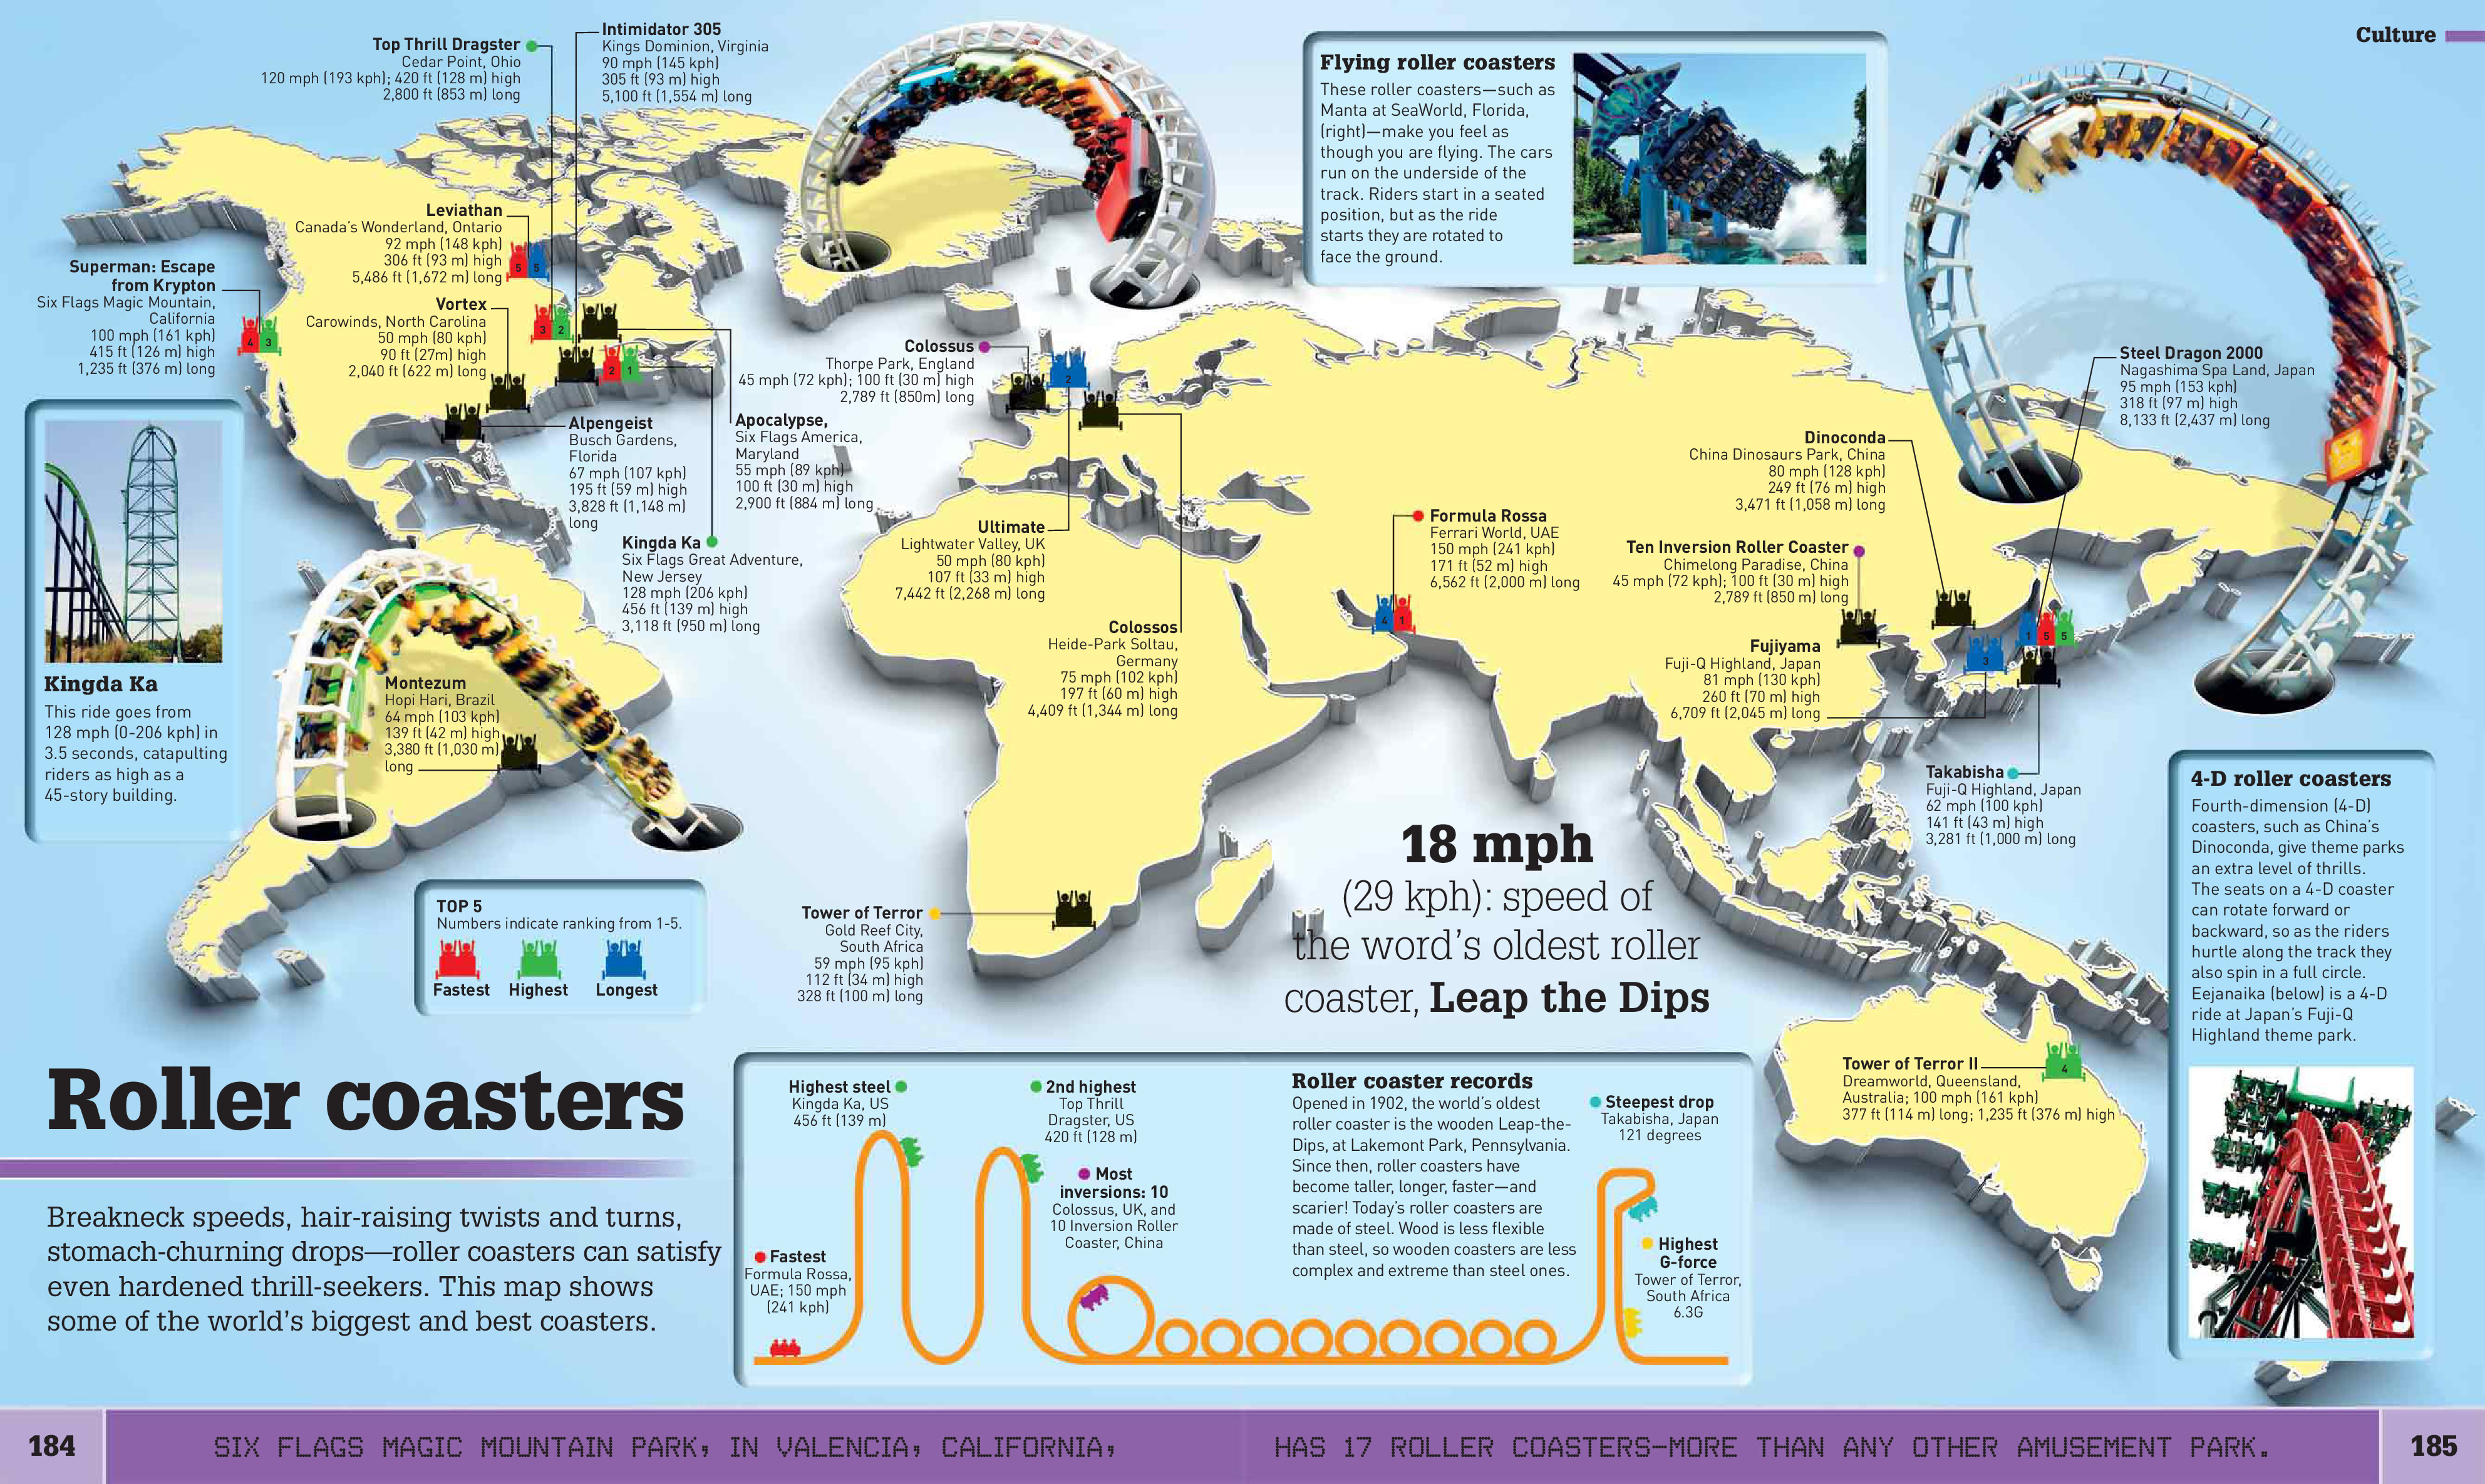 Culture
Top Thrill Dragster
Cedar Point, Ohio
120 mph (193 kph); 420 ft (128 m) high
2,800 ft (853 m) long
Intimidator 305
Kings Dominion, Virginia
90 mph (145 kph)
305 ft (93 m) high
5,100 ft (1,554 m) long
Flying roller coasters
These roller coasters—such as
Manta at SeaWorld, Florida,
(right)—make you feel as
though you are flying. The cars
run on the underside of the
track. Riders start in a seated
position, but as the ride
starts they are rotated to
face the ground.
Leviathan
Canada's Wonderland, Ontario
92 mph (148 kph)
306 ft (93 m) high
5,486 ft (1,672 m) long
5 5
Superman: Escape
from Krypton
Six Flags Magic Mountain,
California
100 mph (161 kph)
415 ft (126 m) high
1,235 ft (376 m) long
4 3
Vortex
Carowinds, North Carolina
50 mph (80 kph)
90 ft (27m) high
2,040 ft (622 m) long
3 2
2 1
Colossus
Thorpe Park, England
45 mph (72 kph); 100 ft (30 m) high
2,789 ft (850m) long
2
Steel Dragon 2000
Nagashima Spa Land, Japan
95 mph (153 kph)
318 ft (97 m) high
8,133 ft (2,437 m) long
Alpengeist
Busch Gardens,
Florida
67 mph (107 kph)
195 ft (59 m) high
3,828 ft (1,148 m)
long
Apocalypse,
Six Flags America,
Maryland
55 mph (89 kph)
100 ft (30 m) high
2,900 ft (884 m) long
Dinoconda
China Dinosaurs Park, China
80 mph (128 kph)
249 ft (76 m) high
3,471 ft (1,058 m) long
Kingda Ka
Six Flags Great Adventure,
New Jersey
128 mph (206 kph)
456 ft (139 m) high
3,118 ft (950 m) long
Ultimate
Lightwater Valley, UK
50 mph (80 kph)
107 ft (33 m) high
7,442 ft (2,268 m) long
Formula Rossa
Ferrari World, UAE
150 mph (241 kph)
171 ft (52 m) high
6,562 ft (2,000 m) long
4 1
Ten Inversion Roller Coaster
Chimelong Paradise, China
45 mph (72 kph); 100 ft (30 m) high
2,789 ft (850 m) long
1 5 5
3
Colossos
Heide-Park Soltau,
Germany
75 mph (102 kph)
197 ft (60 m) high
4,409 ft (1,344 m) long
Fujiyama
Fuji-Q Highland, Japan
81 mph (130 kph)
260 ft (70 m) high
6,709 ft (2,045 m) long
Kingda Ka
This ride goes from
128 mph (0-206 kph) in
3.5 seconds, catapulting
riders as high as a
45-story building.
Montezum
Hopi Hari, Brazil
64 mph (103 kph)
139 ft (42 m) high
3,380 ft (1,030 m)
long
Takabisha
Fuji-Q Highland, Japan
62 mph (100 kph)
141 ft (43 m) high
3,281 ft (1,000 m) long
4-D roller coasters
Fourth-dimension (4-D)
coasters, such as China's
Dinoconda, give theme parks
an extra level of thrills.
The seats on a 4-D coaster
can rotate forward or
backward, so as the riders
hurtle along the track they
also spin in a full circle.
Eejanaika (below) is a 4-D
ride at Japan's Fuji-Q
Highland theme park.
18 mph
(29 kph): speed of
the word's oldest roller
coaster, Leap the Dips
TOP 5
Numbers indicate ranking from 1-5.
Fastest Highest Longest
Tower of Terror
Gold Reef City,
South Africa
59 mph (95 kph)
112 ft (34 m) high
328 ft (100 m) long
Tower of Terror II
Dreamworld, Queensland,
Australia; 100 mph (161 kph)
377 ft (114 m) long; 1,235 ft (376 m) high
4
Roller coasters
Breakneck speeds, hair-raising twists and turns,
stomach-churning drops—roller coasters can satisfy
even hardened thrill-seekers. This map shows
some of the world's biggest and best coasters.
Highest steel
Kingda Ka, US
456 ft (139 m)
2nd highest
Top Thrill
Dragster, US
420 ft (128 m)
Most
inversions: 10
Colossus, UK, and
10 Inversion Roller
Coaster, China
Fastest
Formula Rossa,
UAE; 150 mph
(241 kph)
Roller coaster records
Opened in 1902, the world's oldest
roller coaster is the wooden Leap-the-
Dips, at Lakemont Park, Pennsylvania.
Since then, roller coasters have
become taller, longer, faster—and
scarier! Today's roller coasters are
made of steel. Wood is less flexible
than steel, so wooden coasters are less
complex and extreme than steel ones.
Steepest drop
Takabisha, Japan
121 degrees
Highest
G-force
Tower of Terror,
South Africa
6.3G
184
SIX FLAGS MAGIC MOUNTAIN PARK, IN VALENCIA, CALIFORNIA,
HAS 17 ROLLER COASTERS—MORE THAN ANY OTHER AMUSEMENT PARK.
185